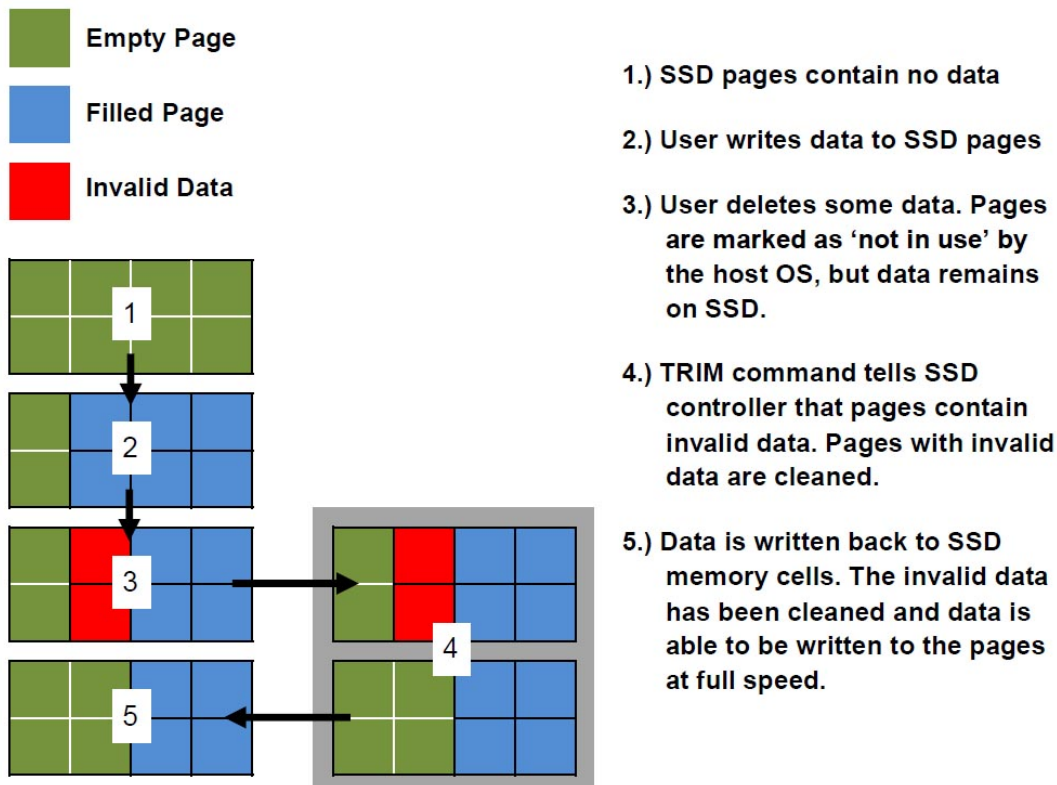 Empty Page
Filled Page
Invalid Data
1
2
3
4
5
1.) SSD pages contain no data
2.) User writes data to SSD pages
3.) User deletes some data. Pages
are marked as ‘not in use’ by
the host OS, but data remains
on SSD.
4.) TRIM command tells SSD
controller that pages contain
invalid data. Pages with invalid
data are cleaned.
5.) Data is written back to SSD
memory cells. The invalid data
has been cleaned and data is
able to be written to the pages
at full speed.